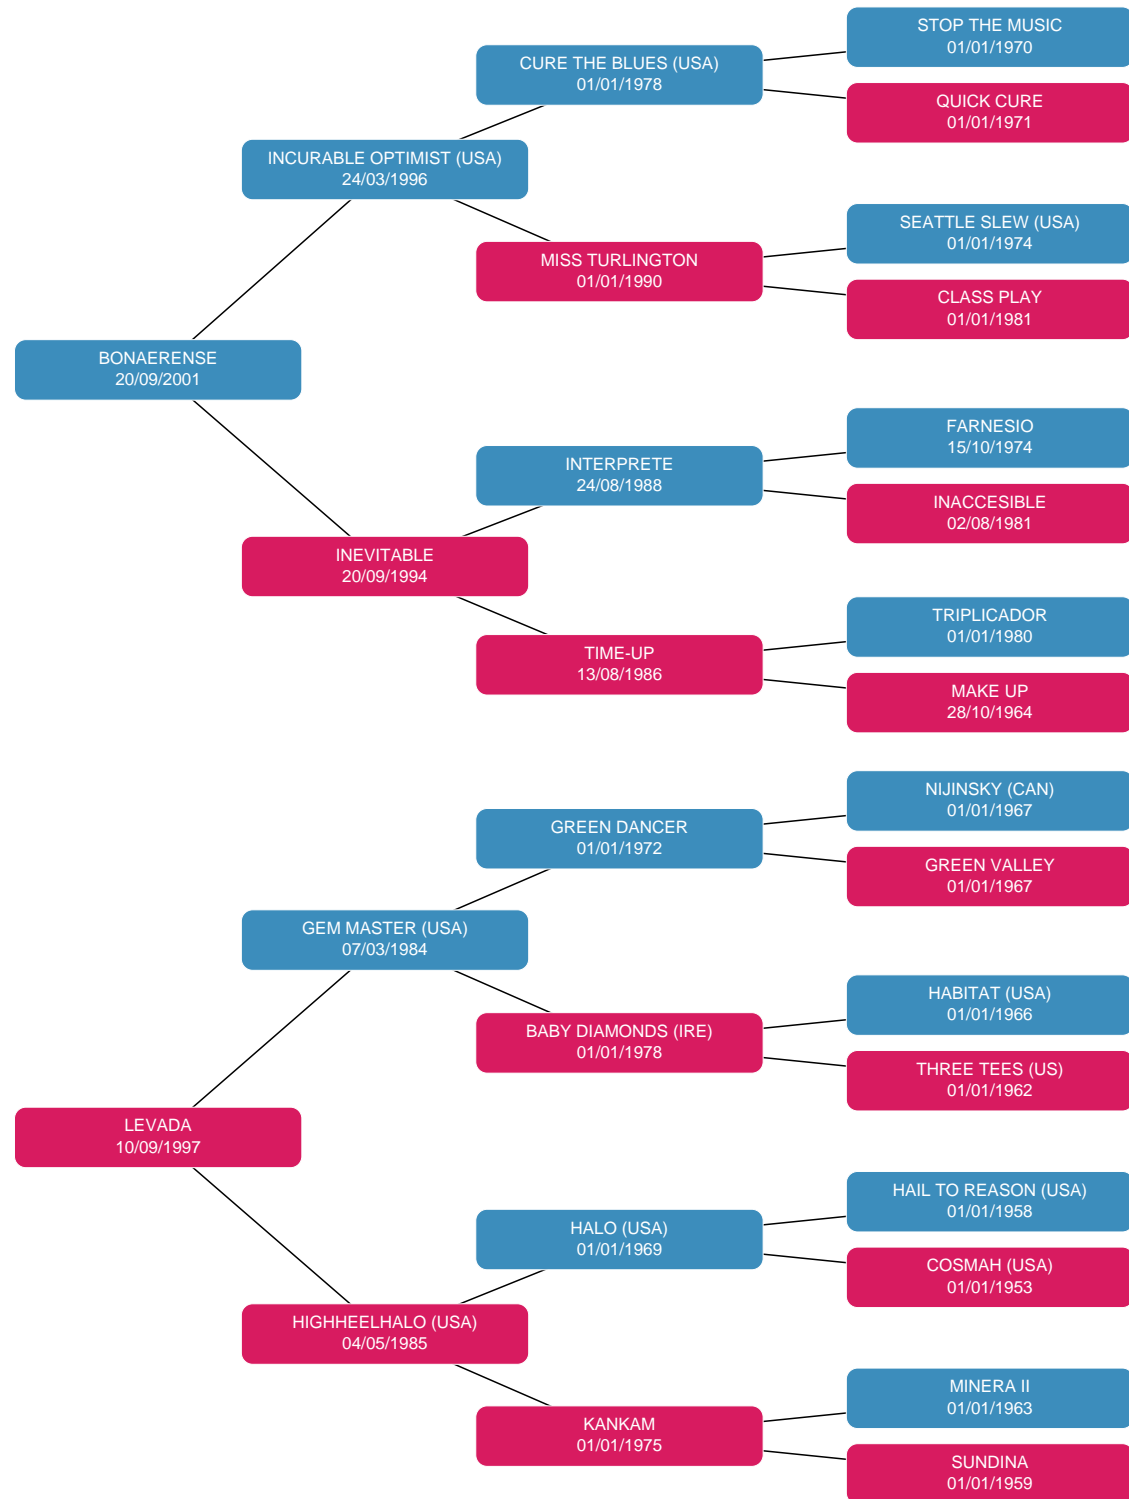 STOP THE MUSIC
01/01/1970
CURE THE BLUES (USA)
01/01/1978
QUICK CURE
01/01/1971
INCURABLE OPTIMIST (USA)
24/03/1996
SEATTLE SLEW (USA)
01/01/1974
MISS TURLINGTON
01/01/1990
CLASS PLAY
01/01/1981
BONAERENSE
20/09/2001
FARNESIO
15/10/1974
INTERPRETE
24/08/1988
INACCESIBLE
02/08/1981
INEVITABLE
20/09/1994
TRIPLICADOR
01/01/1980
TIME-UP
13/08/1986
MAKE UP
28/10/1964
NIJINSKY (CAN)
01/01/1967
GREEN DANCER
01/01/1972
GREEN VALLEY
01/01/1967
GEM MASTER (USA)
07/03/1984
HABITAT (USA)
01/01/1966
BABY DIAMONDS (IRE)
01/01/1978
THREE TEES (US)
01/01/1962
LEVADA
10/09/1997
HAIL TO REASON (USA)
01/01/1958
HALO (USA)
01/01/1969
COSMAH (USA)
01/01/1953
HIGHHEELHALO (USA)
04/05/1985
MINERA II
01/01/1963
KANKAM
01/01/1975
SUNDINA
01/01/1959